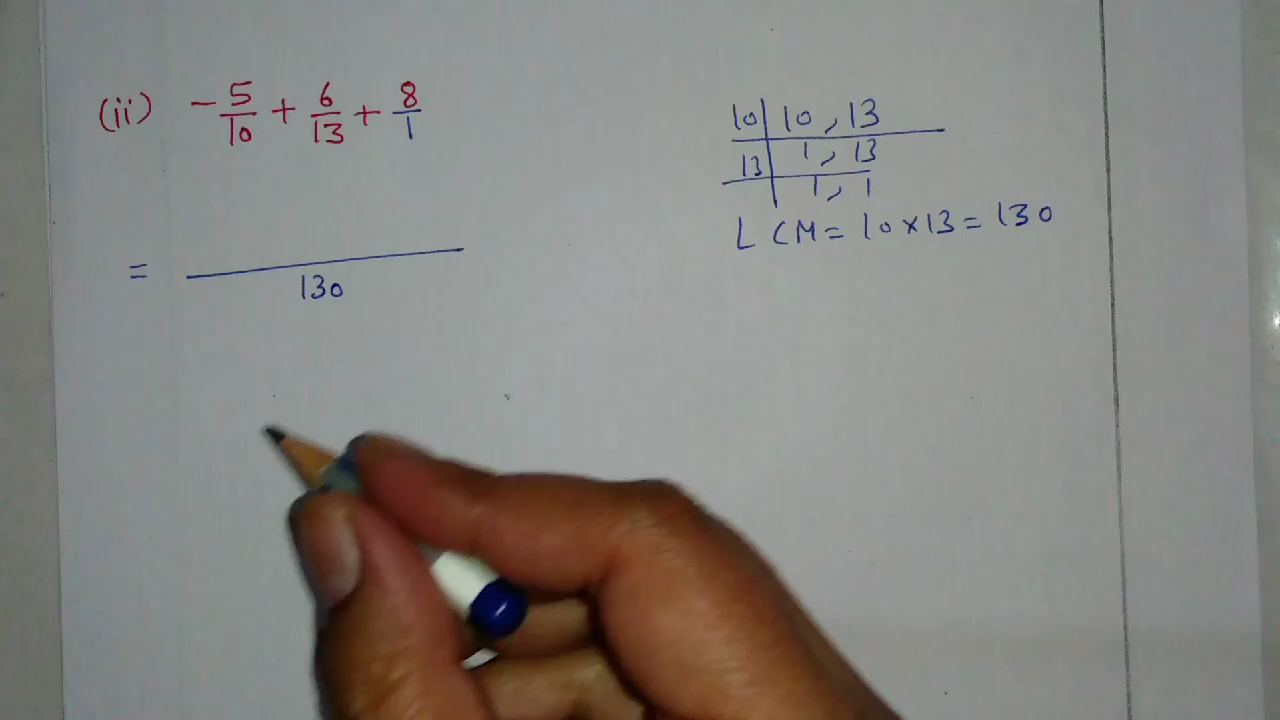 (ii) - 5/10 + 6/13 + 8/1
= /130
10 | 10 , 13
13 | 1 , 13
| 1 , 1
L CM = 10 × 13 = 130